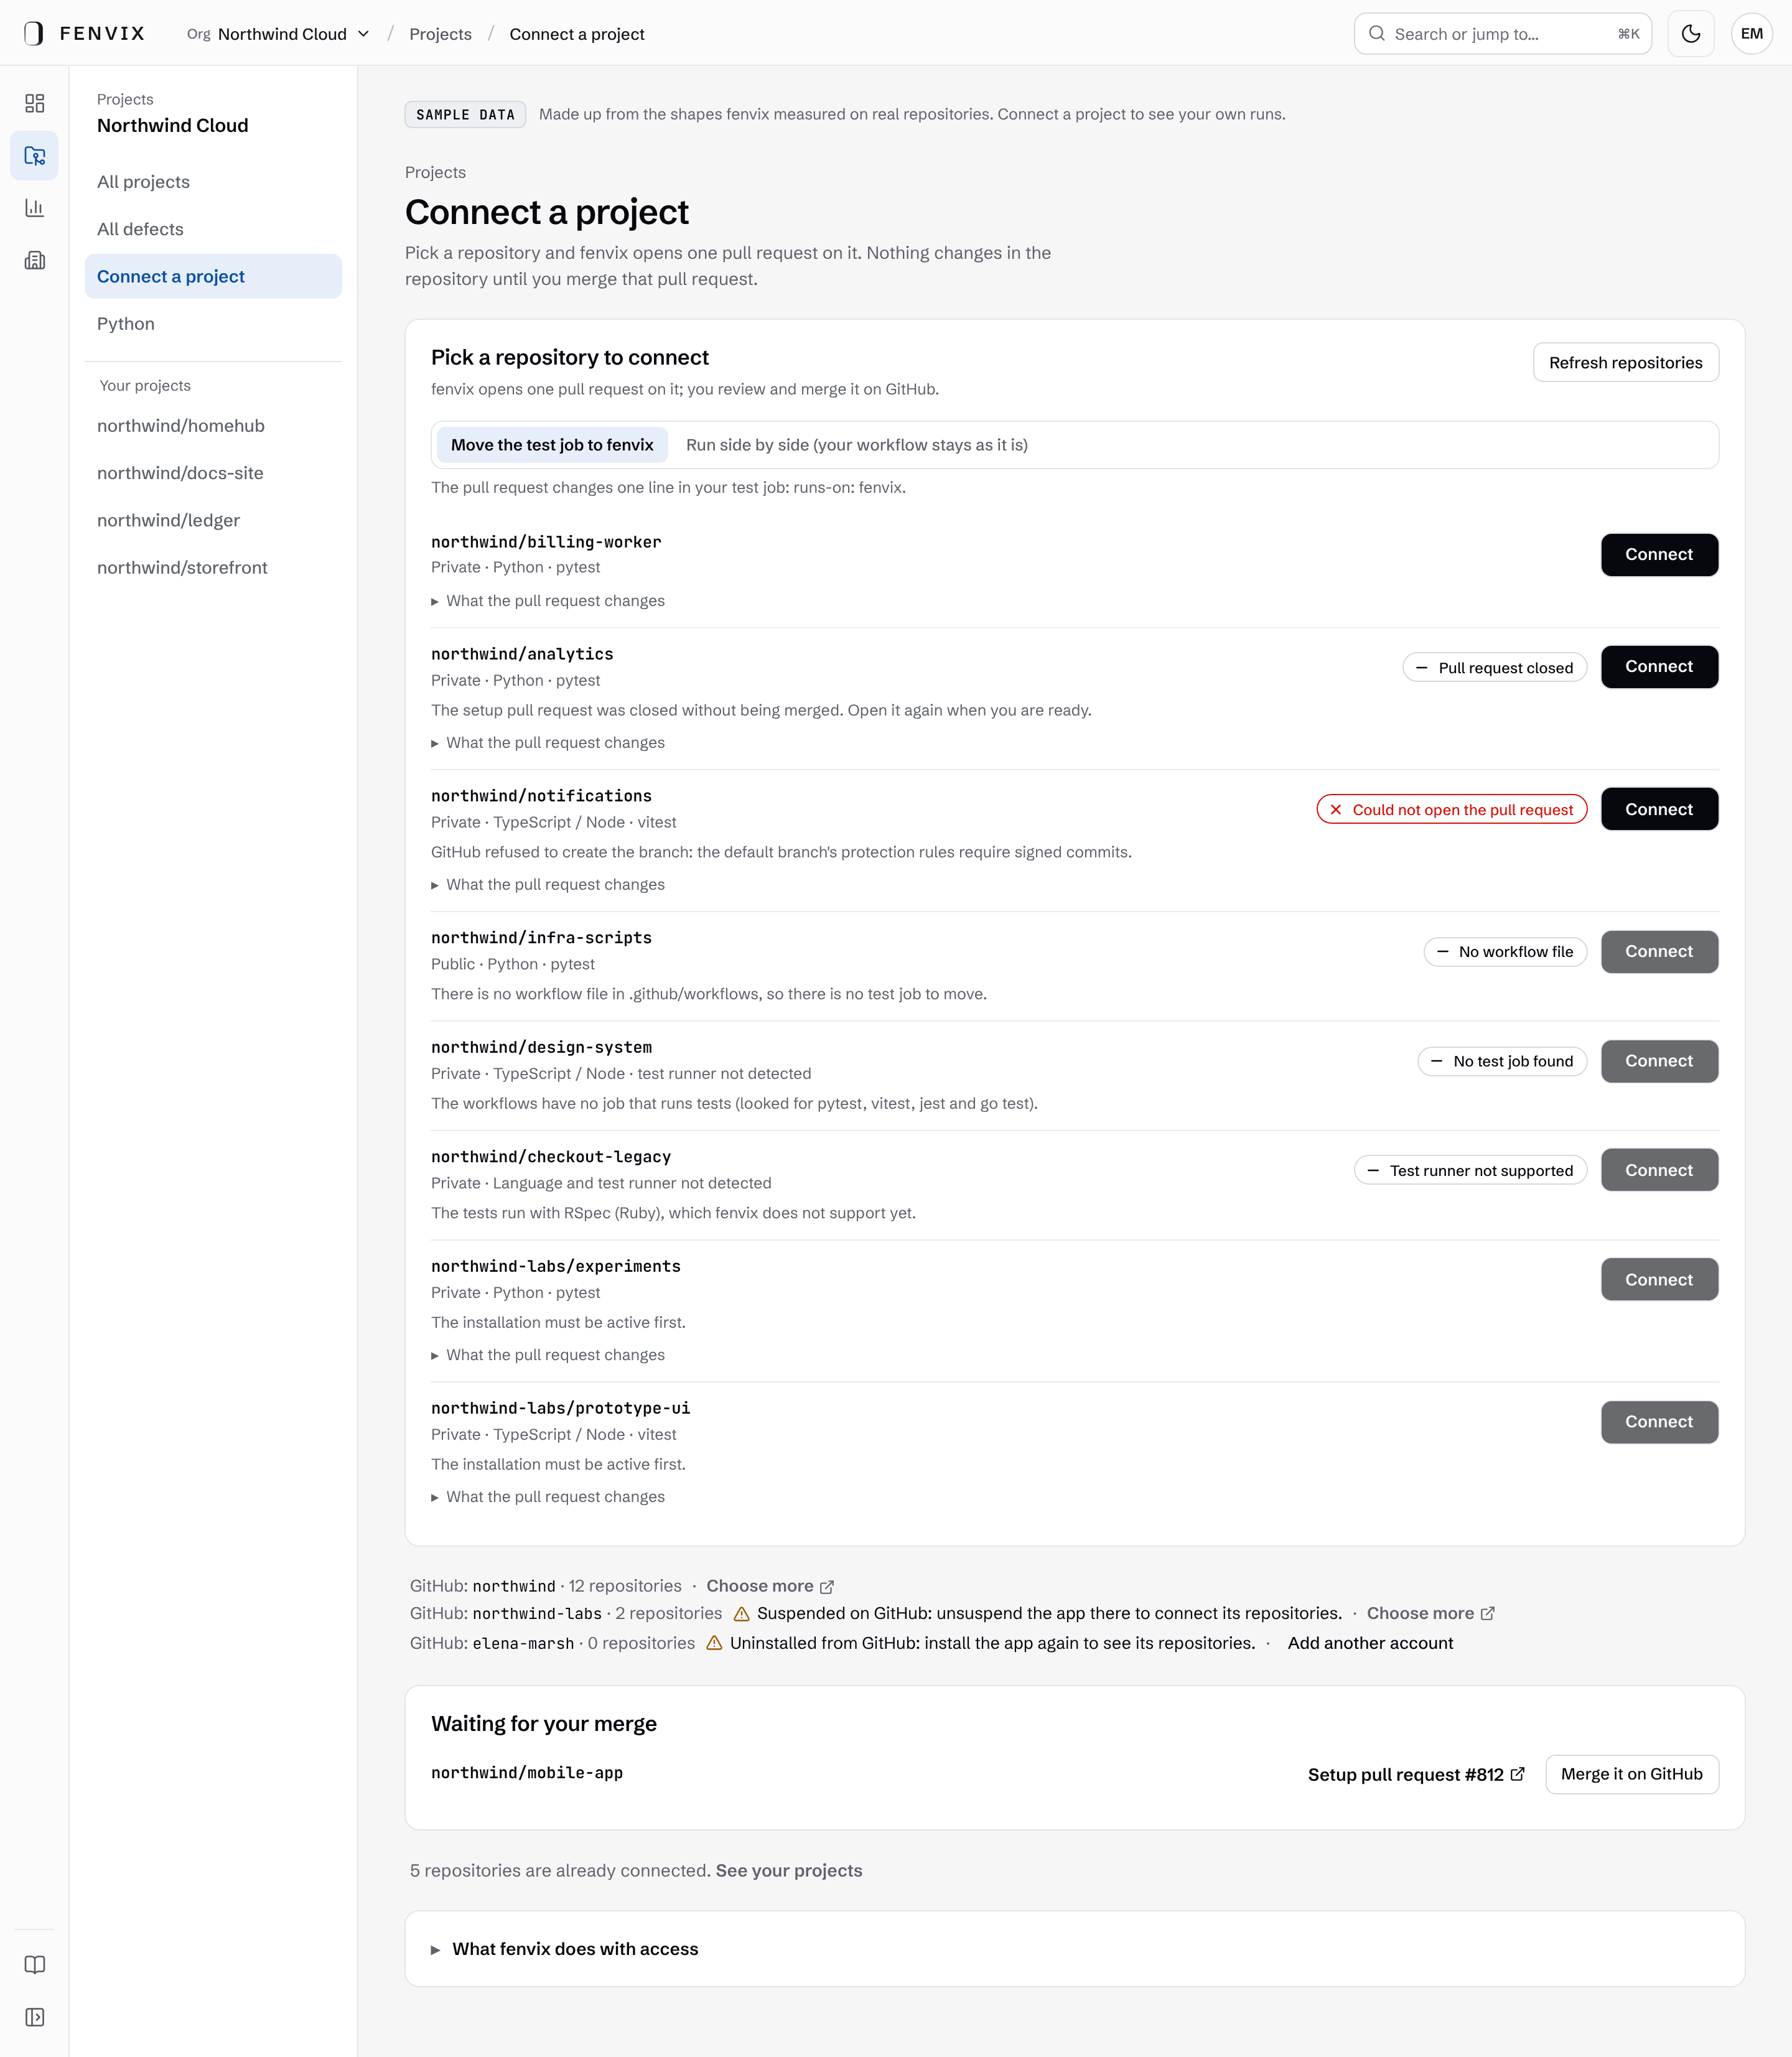 FENVIX
Org Northwind Cloud / Projects / Connect a project
Search or jump to... ⌘K
EM
Projects
Northwind Cloud
All projects
All defects
Connect a project
Python
Your projects
northwind/homehub
northwind/docs-site
northwind/ledger
northwind/storefront
SAMPLE DATA Made up from the shapes fenvix measured on real repositories. Connect a project to see your own runs.
Projects
Connect a project
Pick a repository and fenvix opens one pull request on it. Nothing changes in the
repository until you merge that pull request.
Pick a repository to connect
Refresh repositories
fenvix opens one pull request on it; you review and merge it on GitHub.
Move the test job to fenvix Run side by side (your workflow stays as it is)
The pull request changes one line in your test job: runs-on: fenvix.
northwind/billing-worker
Connect
Private · Python · pytest
What the pull request changes
northwind/analytics
Pull request closed Connect
Private · Python · pytest
The setup pull request was closed without being merged. Open it again when you are ready.
What the pull request changes
northwind/notifications
Could not open the pull request Connect
Private · TypeScript / Node · vitest
GitHub refused to create the branch: the default branch's protection rules require signed commits.
What the pull request changes
northwind/infra-scripts
No workflow file Connect
Public · Python · pytest
There is no workflow file in .github/workflows, so there is no test job to move.
northwind/design-system
No test job found Connect
Private · TypeScript / Node · test runner not detected
The workflows have no job that runs tests (looked for pytest, vitest, jest and go test).
northwind/checkout-legacy
Test runner not supported Connect
Private · Language and test runner not detected
The tests run with RSpec (Ruby), which fenvix does not support yet.
northwind-labs/experiments
Connect
Private · Python · pytest
The installation must be active first.
What the pull request changes
northwind-labs/prototype-ui
Connect
Private · TypeScript / Node · vitest
The installation must be active first.
What the pull request changes
GitHub: northwind · 12 repositories · Choose more
GitHub: northwind-labs · 2 repositories Suspended on GitHub: unsuspend the app there to connect its repositories. · Choose more
GitHub: elena-marsh · 0 repositories Uninstalled from GitHub: install the app again to see its repositories. · Add another account
Waiting for your merge
northwind/mobile-app
Setup pull request #812 Merge it on GitHub
5 repositories are already connected. See your projects
What fenvix does with access